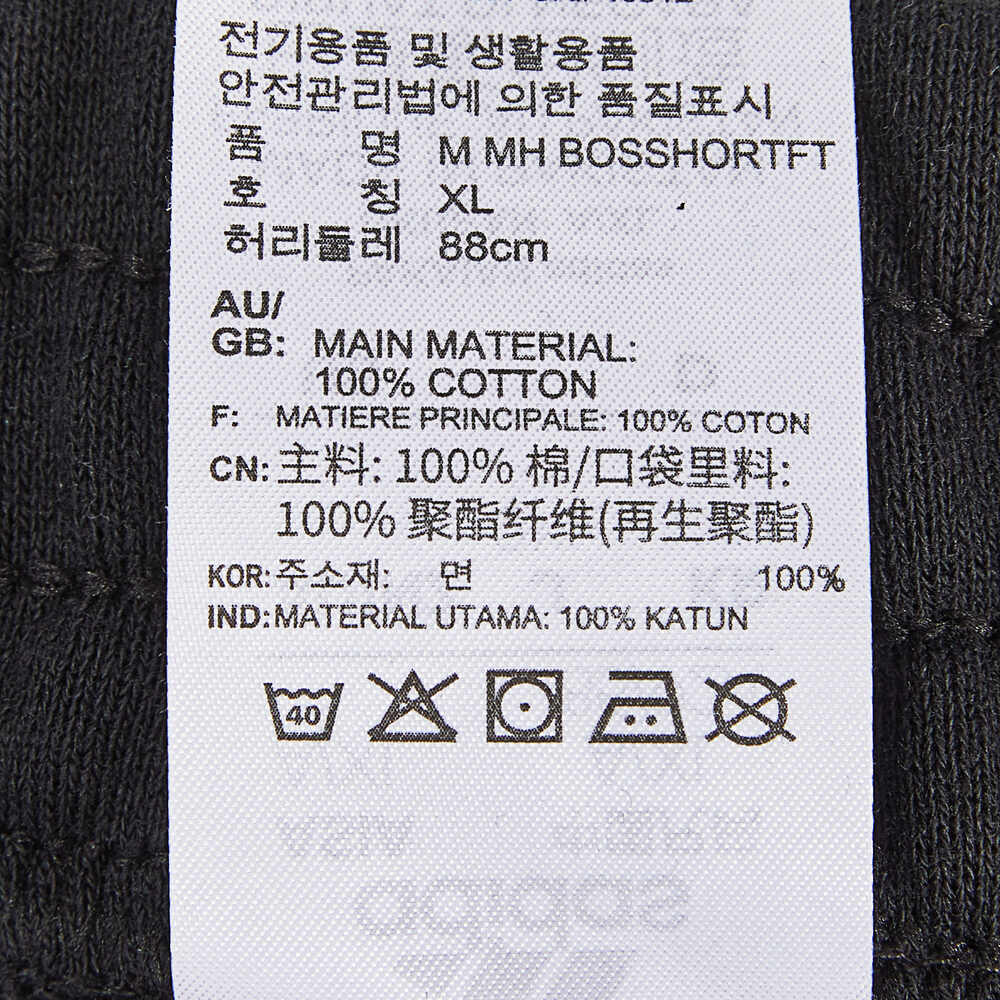 전기용품 및 생활용품
안전관리법에 의한 품질표시
품 명 M MH BOSSHORTFT
호 칭 XL
허리둘레 88cm
AU/
GB: MAIN MATERIAL:
100% COTTON
F: MATIERE PRINCIPALE: 100% COTON
CN: 主料: 100% 棉/口袋里料:
100% 聚酯纤维(再生聚酯)
KOR: 주소재: 면 100%
IND: MATERIAL UTAMA: 100% KATUN
40